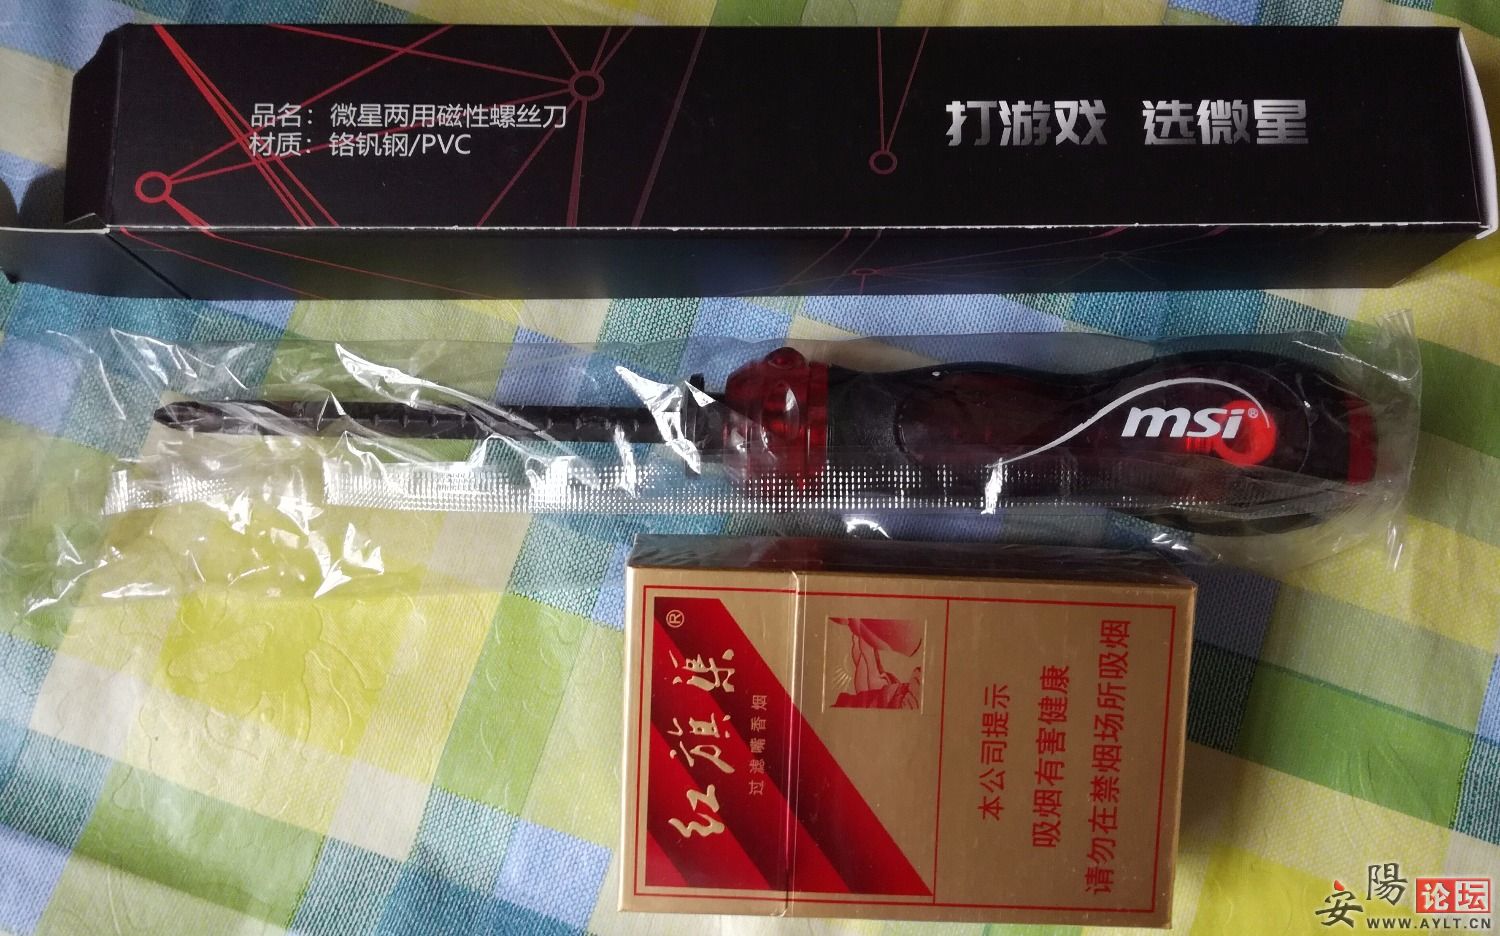 品名：微星两用磁性螺丝刀
材质：铬钒钢/PVC
打游戏 选微星
msi®
红旗渠®
过滤嘴香烟
本公司提示
吸烟有害健康
请勿在禁烟场所吸烟
安陽论坛
WWW.AYLT.CN